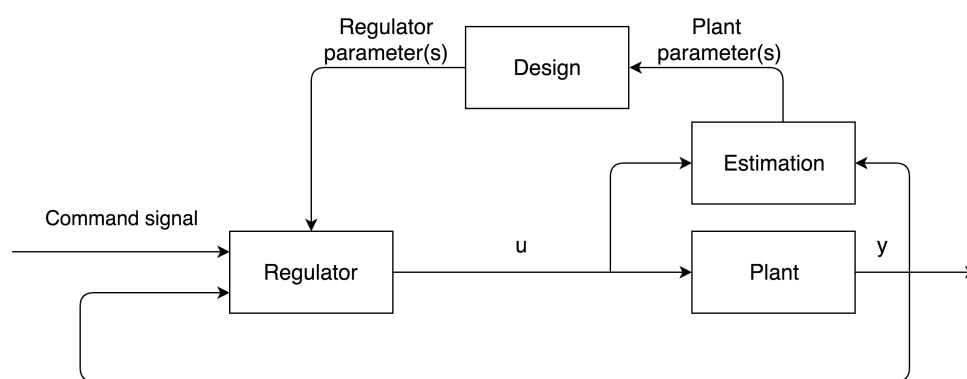 Regulator
parameter(s)
Design
Plant
parameter(s)
Estimation
Command signal
Regulator
u
Plant
y